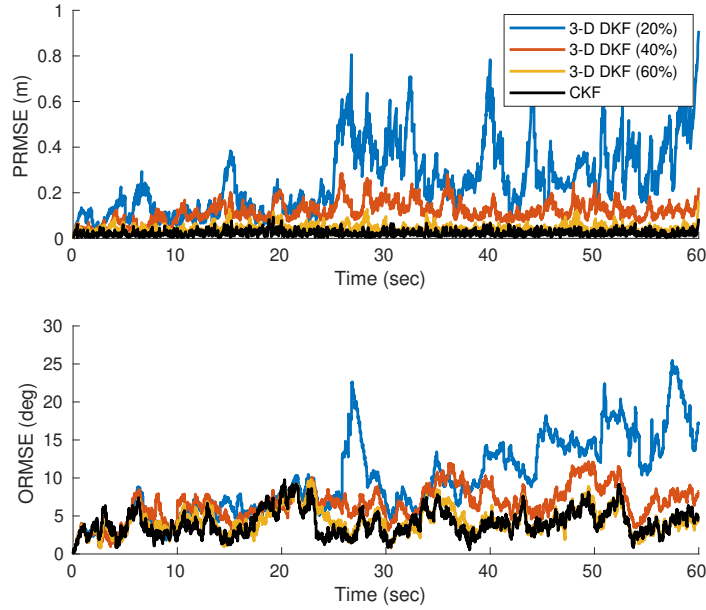 1
0.8
0.6
0.4
0.2
0
PRMSE (m)
3-D DKF (20%)
3-D DKF (40%)
3-D DKF (60%)
CKF
0 10 20 30 40 50 60
Time (sec)
30
25
20
15
10
5
0
ORMSE (deg)
0 10 20 30 40 50 60
Time (sec)